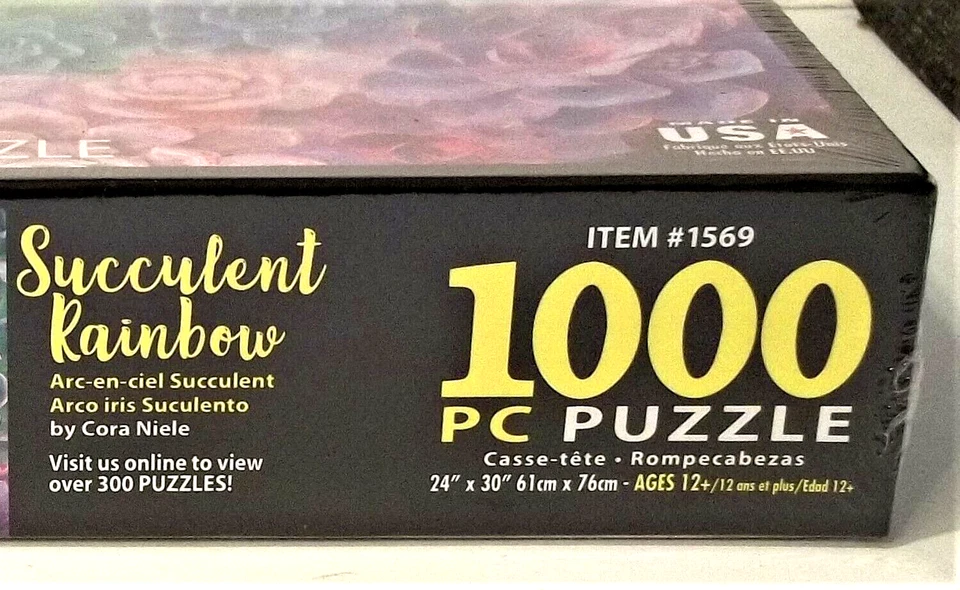 ZLE
MADE IN
USA
Fabriqué aux États-Unis
Hecho en EE.UU
Succulent
Rainbow
Arc-en-ciel Succulent
Arco iris Suculento
by Cora Niele
Visit us online to view
over 300 PUZZLES!
ITEM #1569
1000
PC PUZZLE
Casse-tête • Rompecabezas
24″ x 30″ 61cm x 76cm - AGES 12+/12 ans et plus/Edad 12+